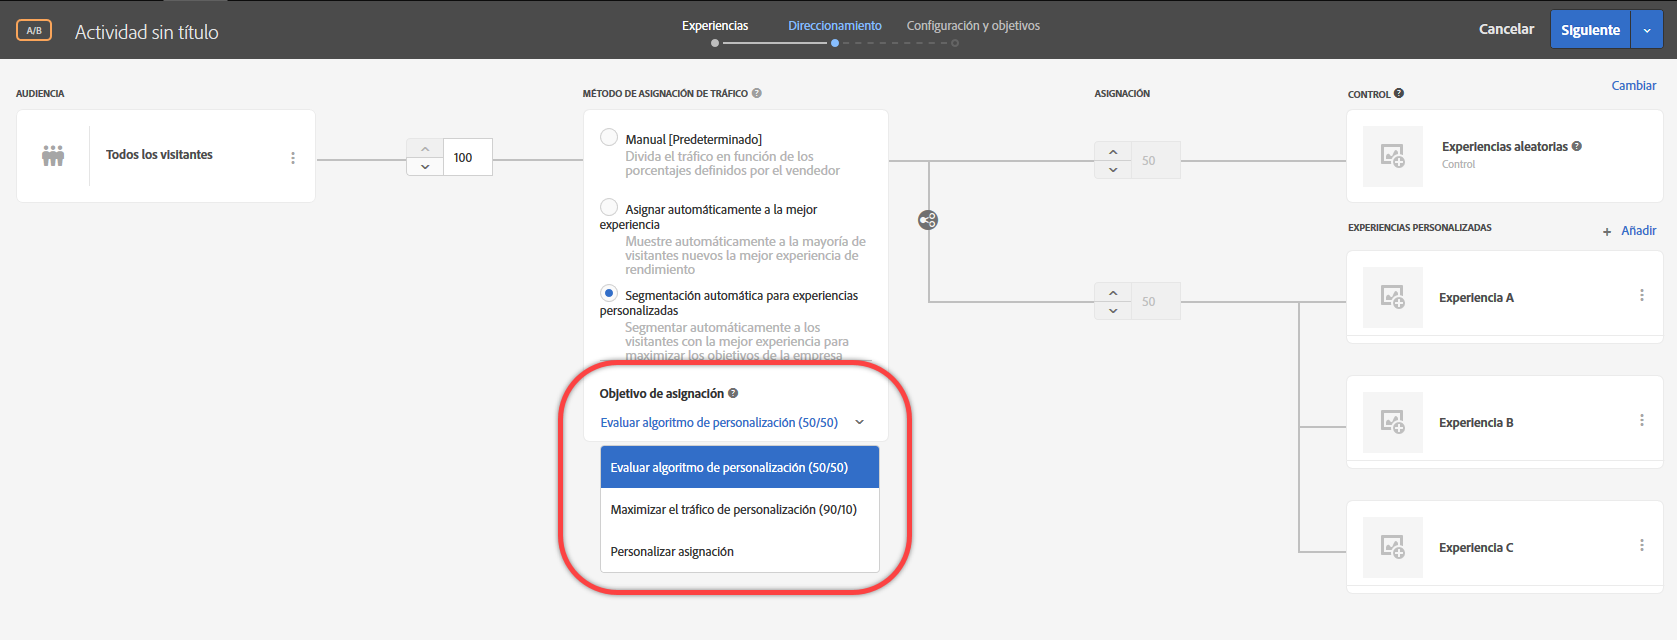 A/B
Actividad sin título
Experiencias
Direccionamiento
Configuración y objetivos
Cancelar
Siguiente
AUDIENCIA
Todos los visitantes
100
MÉTODO DE ASIGNACIÓN DE TRÁFICO
Manual [Predeterminado]
Divida el tráfico en función de los
porcentajes definidos por el vendedor
Asignar automáticamente a la mejor
experiencia
Muestre automáticamente a la mayoría de
visitantes nuevos la mejor experiencia de
rendimiento
Segmentación automática para experiencias
personalizadas
Segmentar automáticamente a los
visitantes con la mejor experiencia para
maximizar los objetivos de la empresa
Objetivo de asignación
Evaluar algoritmo de personalización (50/50)
Evaluar algoritmo de personalización (50/50)
Maximizar el tráfico de personalización (90/10)
Personalizar asignación
ASIGNACIÓN
50
50
CONTROL
Cambiar
Experiencias aleatorias
Control
EXPERIENCIAS PERSONALIZADAS
+ Añadir
Experiencia A
Experiencia B
Experiencia C